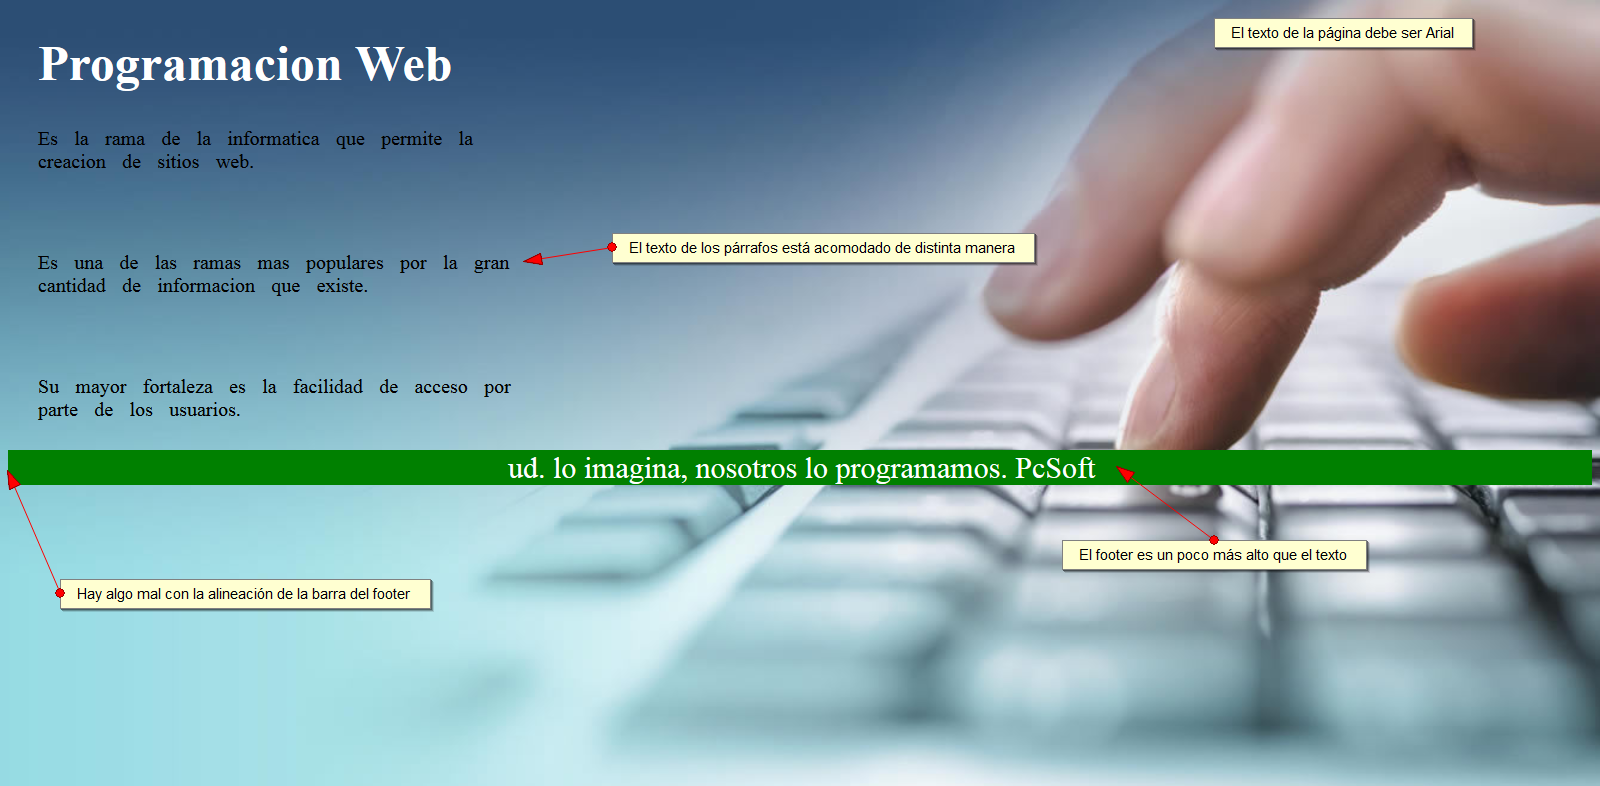 El texto de la página debe ser Arial
Programacion Web
Es la rama de la informatica que permite la
creacion de sitios web.
El texto de los párrafos está acomodado de distinta manera
Es una de las ramas mas populares por la gran
cantidad de informacion que existe.
Su mayor fortaleza es la facilidad de acceso por
parte de los usuarios.
ud. lo imagina, nosotros lo programamos. PcSoft
El footer es un poco más alto que el texto
Hay algo mal con la alineación de la barra del footer